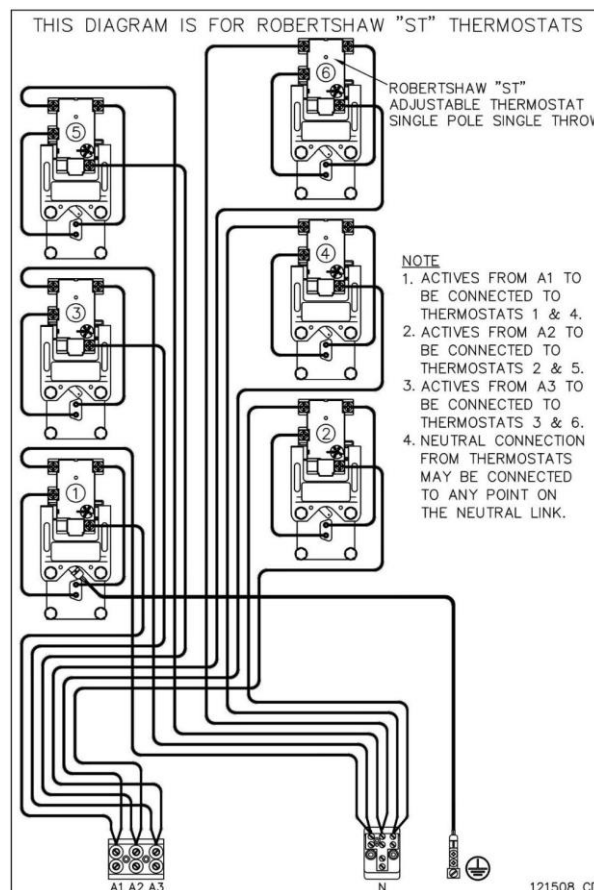 THIS DIAGRAM IS FOR ROBERTSHAW "ST" THERMOSTATS
6
ROBERTSHAW "ST"
ADJUSTABLE THERMOSTAT
SINGLE POLE SINGLE THROW
5
4
NOTE
1. ACTIVES FROM A1 TO
BE CONNECTED TO
THERMOSTATS 1 & 4.
2. ACTIVES FROM A2 TO
BE CONNECTED TO
THERMOSTATS 2 & 5.
3. ACTIVES FROM A3 TO
BE CONNECTED TO
THERMOSTATS 3 & 6.
4. NEUTRAL CONNECTION
FROM THERMOSTATS
MAY BE CONNECTED
TO ANY POINT ON
THE NEUTRAL LINK.
3
2
1
A1 A2 A3
N
121508